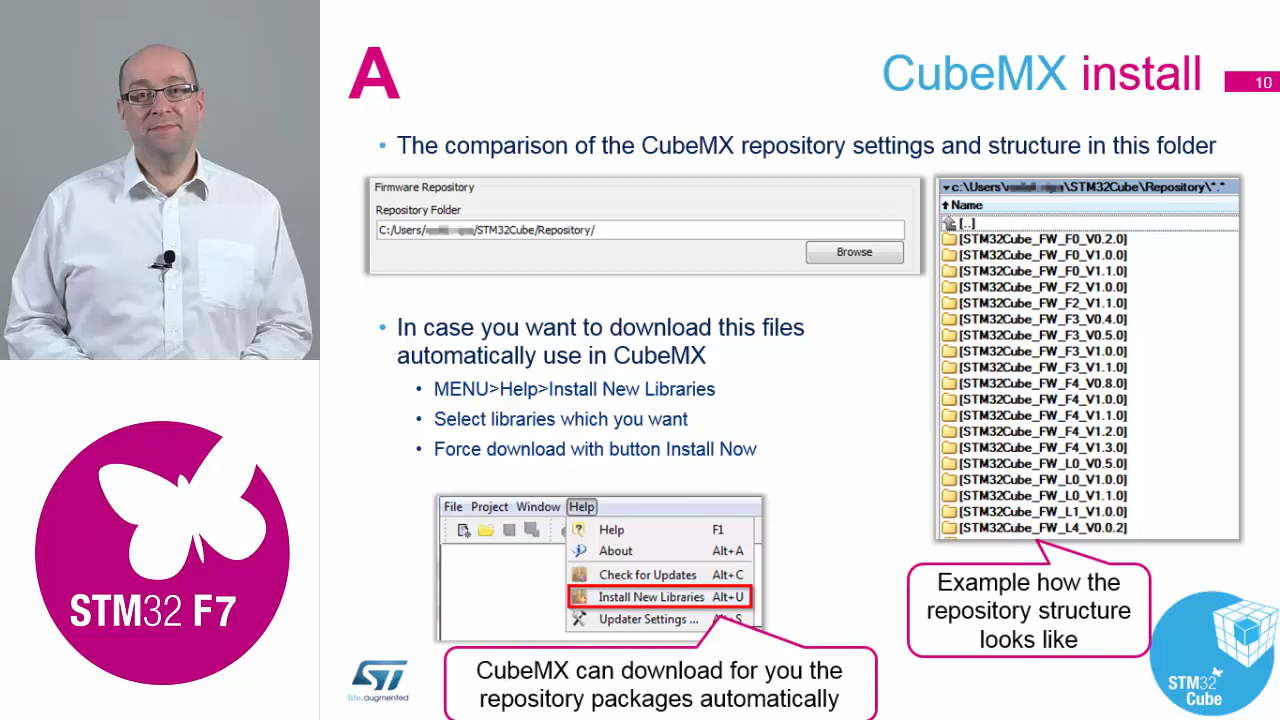 A
CubeMX install
10
• The comparison of the CubeMX repository settings and structure in this folder
Firmware Repository
Repository Folder
C:/Users/ /STM32Cube/Repository/
Browse
c:\Users\ \STM32Cube\Repository\*.*
Name
[..]
[STM32Cube_FW_F0_V0.2.0]
[STM32Cube_FW_F0_V1.0.0]
[STM32Cube_FW_F0_V1.1.0]
[STM32Cube_FW_F2_V1.0.0]
[STM32Cube_FW_F2_V1.1.0]
[STM32Cube_FW_F3_V0.4.0]
[STM32Cube_FW_F3_V0.5.0]
[STM32Cube_FW_F3_V1.0.0]
[STM32Cube_FW_F3_V1.1.0]
[STM32Cube_FW_F4_V0.8.0]
[STM32Cube_FW_F4_V1.0.0]
[STM32Cube_FW_F4_V1.1.0]
[STM32Cube_FW_F4_V1.2.0]
[STM32Cube_FW_F4_V1.3.0]
[STM32Cube_FW_L0_V0.5.0]
[STM32Cube_FW_L0_V1.0.0]
[STM32Cube_FW_L0_V1.1.0]
[STM32Cube_FW_L1_V1.0.0]
[STM32Cube_FW_L4_V0.0.2]
• In case you want to download this files
automatically use in CubeMX
• MENU>Help>Install New Libraries
• Select libraries which you want
• Force download with button Install Now
File Project Window Help
Help F1
About Alt+A
Check for Updates Alt+C
Install New Libraries Alt+U
Updater Settings ... Alt+S
CubeMX can download for you the
repository packages automatically
Example how the
repository structure
looks like
STM32 F7
ST
life.augmented
STM32
Cube